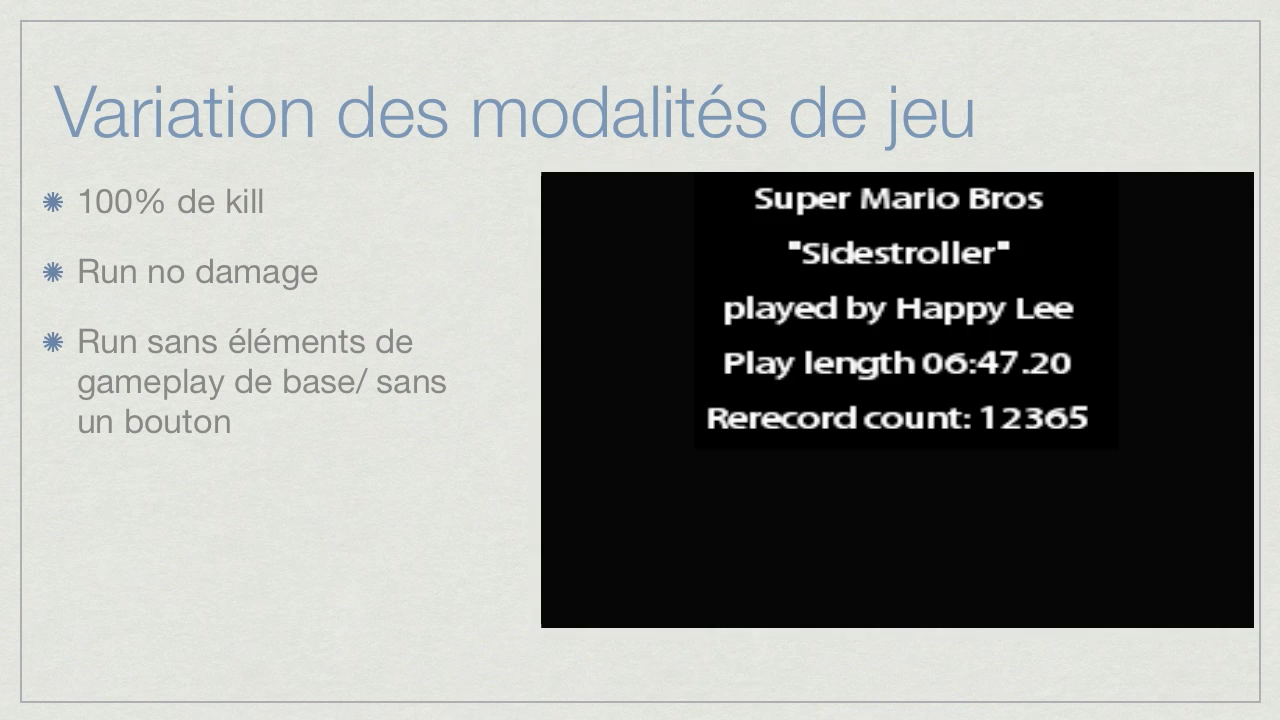 Variation des modalités de jeu
100% de kill
Run no damage
Run sans éléments de
gameplay de base/ sans
un bouton
Super Mario Bros
"Sidestroller"
played by Happy Lee
Play length 06:47.20
Rerecord count: 12365